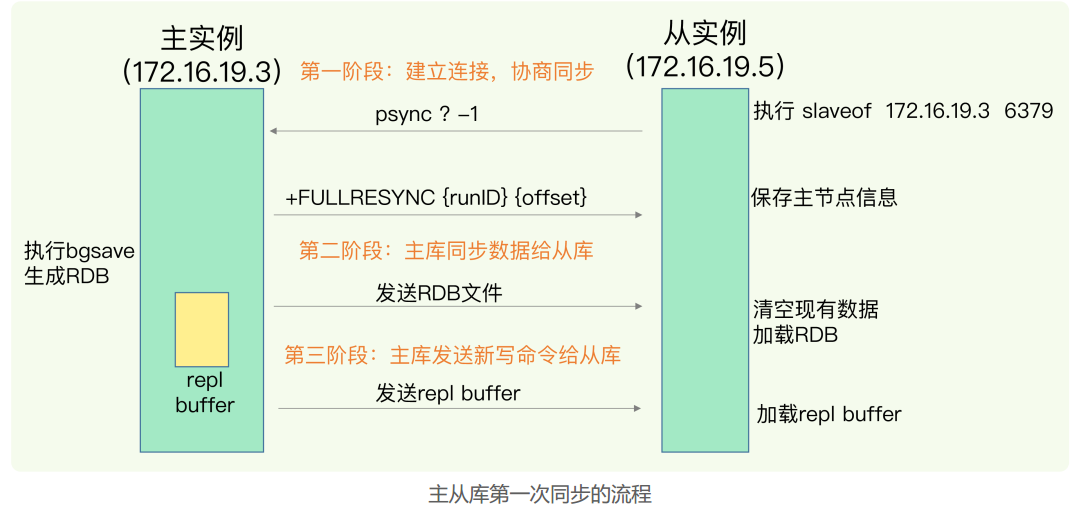 主实例
（172.16.19.3）
从实例
（172.16.19.5）
第一阶段：建立连接，协商同步
执行 slaveof 172.16.19.3 6379
psync ? -1
+FULLRESYNC {runID} {offset}
保存主节点信息
执行bgsave
生成RDB
第二阶段：主库同步数据给从库
发送RDB文件
清空现有数据
加载RDB
第三阶段：主库发送新写命令给从库
repl
buffer
发送repl buffer
加载repl buffer
主从库第一次同步的流程